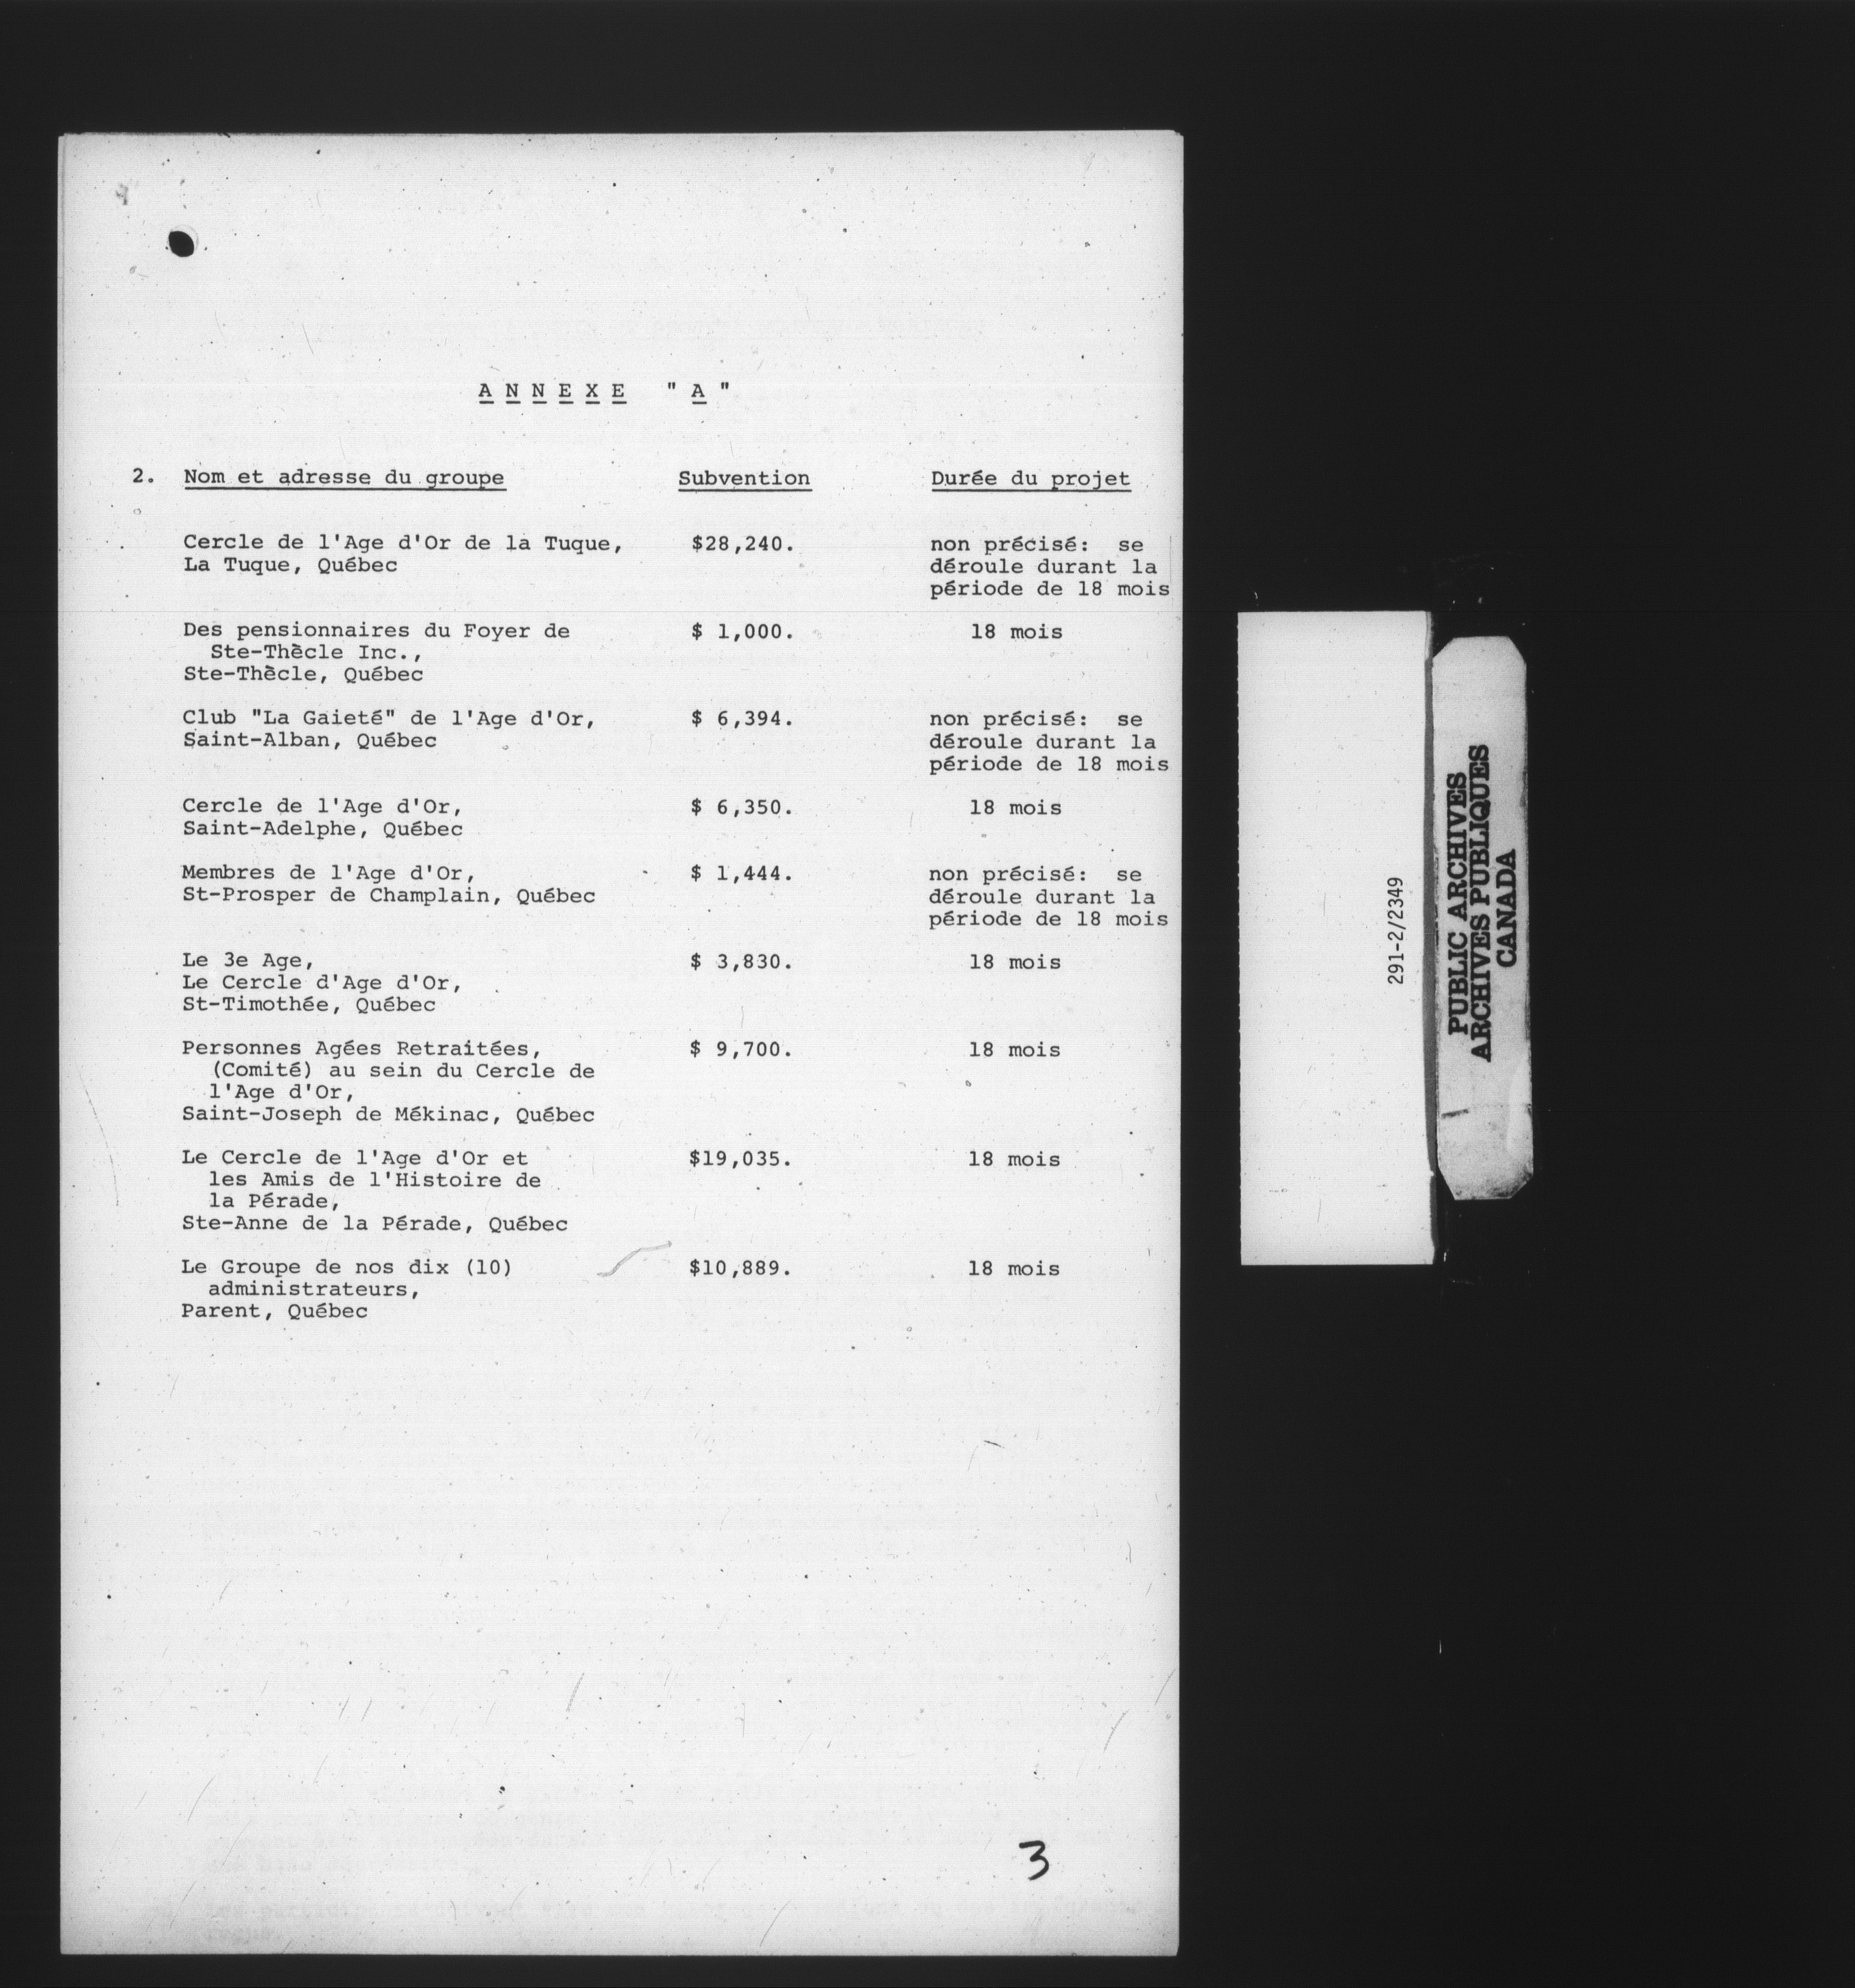 ANNEXE "A"
2. Nom et adresse du groupe Subvention Durée du projet
Cercle de l'Age d'Or de la Tuque, $28,240. non précisé: se
La Tuque, Québec déroule durant la
période de 18 mois
Des pensionnaires du Foyer de $ 1,000. 18 mois
Ste-Thècle Inc.,
Ste-Thècle, Québec
Club "La Gaieté" de l'Age d'Or, $ 6,394. non précisé: se
Saint-Alban, Québec déroule durant la
période de 18 mois
Cercle de l'Age d'Or, $ 6,350. 18 mois
Saint-Adelphe, Québec
Membres de l'Age d'Or, $ 1,444. non précisé: se
St-Prosper de Champlain, Québec déroule durant la
période de 18 mois
Le 3e Age, $ 3,830. 18 mois
Le Cercle d'Age d'Or,
St-Timothée, Québec
Personnes Agées Retraitées, $ 9,700. 18 mois
(Comité) au sein du Cercle de
l'Age d'Or,
Saint-Joseph de Mékinac, Québec
Le Cercle de l'Age d'Or et $19,035. 18 mois
les Amis de l'Histoire de
la Pérade,
Ste-Anne de la Pérade, Québec
Le Groupe de nos dix (10) $10,889. 18 mois
administrateurs,
Parent, Québec
3
291-2/2349
PUBLIC ARCHIVES
ARCHIVES PUBLIQUES
CANADA